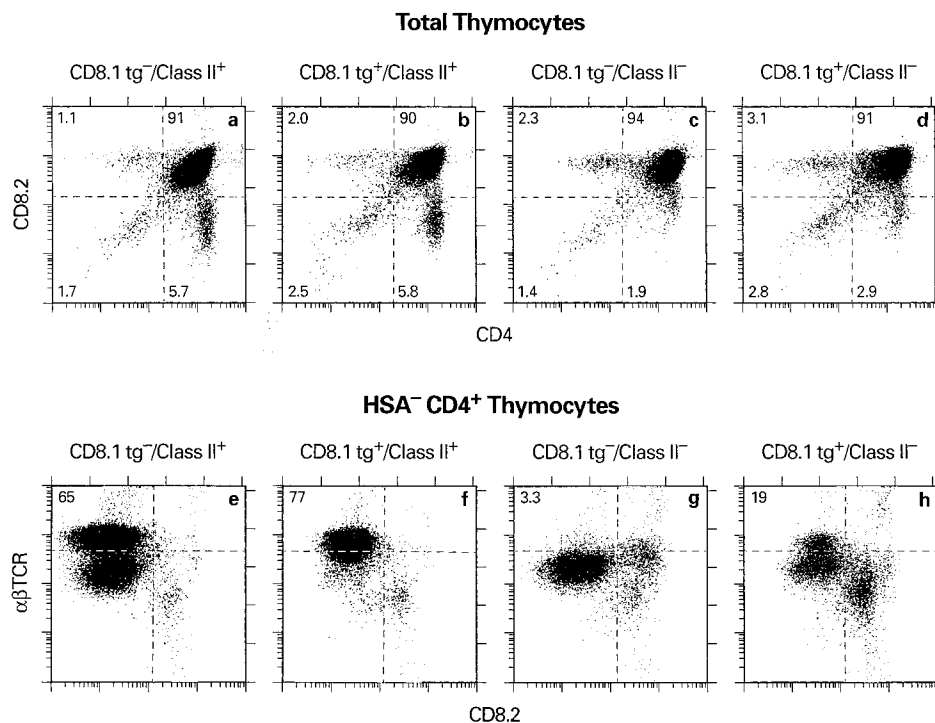 Total Thymocytes
CD8.1 tg⁻/Class II⁺ CD8.1 tg⁺/Class II⁺ CD8.1 tg⁻/Class II⁻ CD8.1 tg⁺/Class II⁻
1.1 91 a 2.0 90 b 2.3 94 c 3.1 91 d
CD8.2
1.7 5.7 2.5 5.8 1.4 1.9 2.8 2.9
CD4
HSA⁻ CD4⁺ Thymocytes
CD8.1 tg⁻/Class II⁺ CD8.1 tg⁺/Class II⁺ CD8.1 tg⁻/Class II⁻ CD8.1 tg⁺/Class II⁻
65 e 77 f 3.3 g 19 h
αβTCR
CD8.2